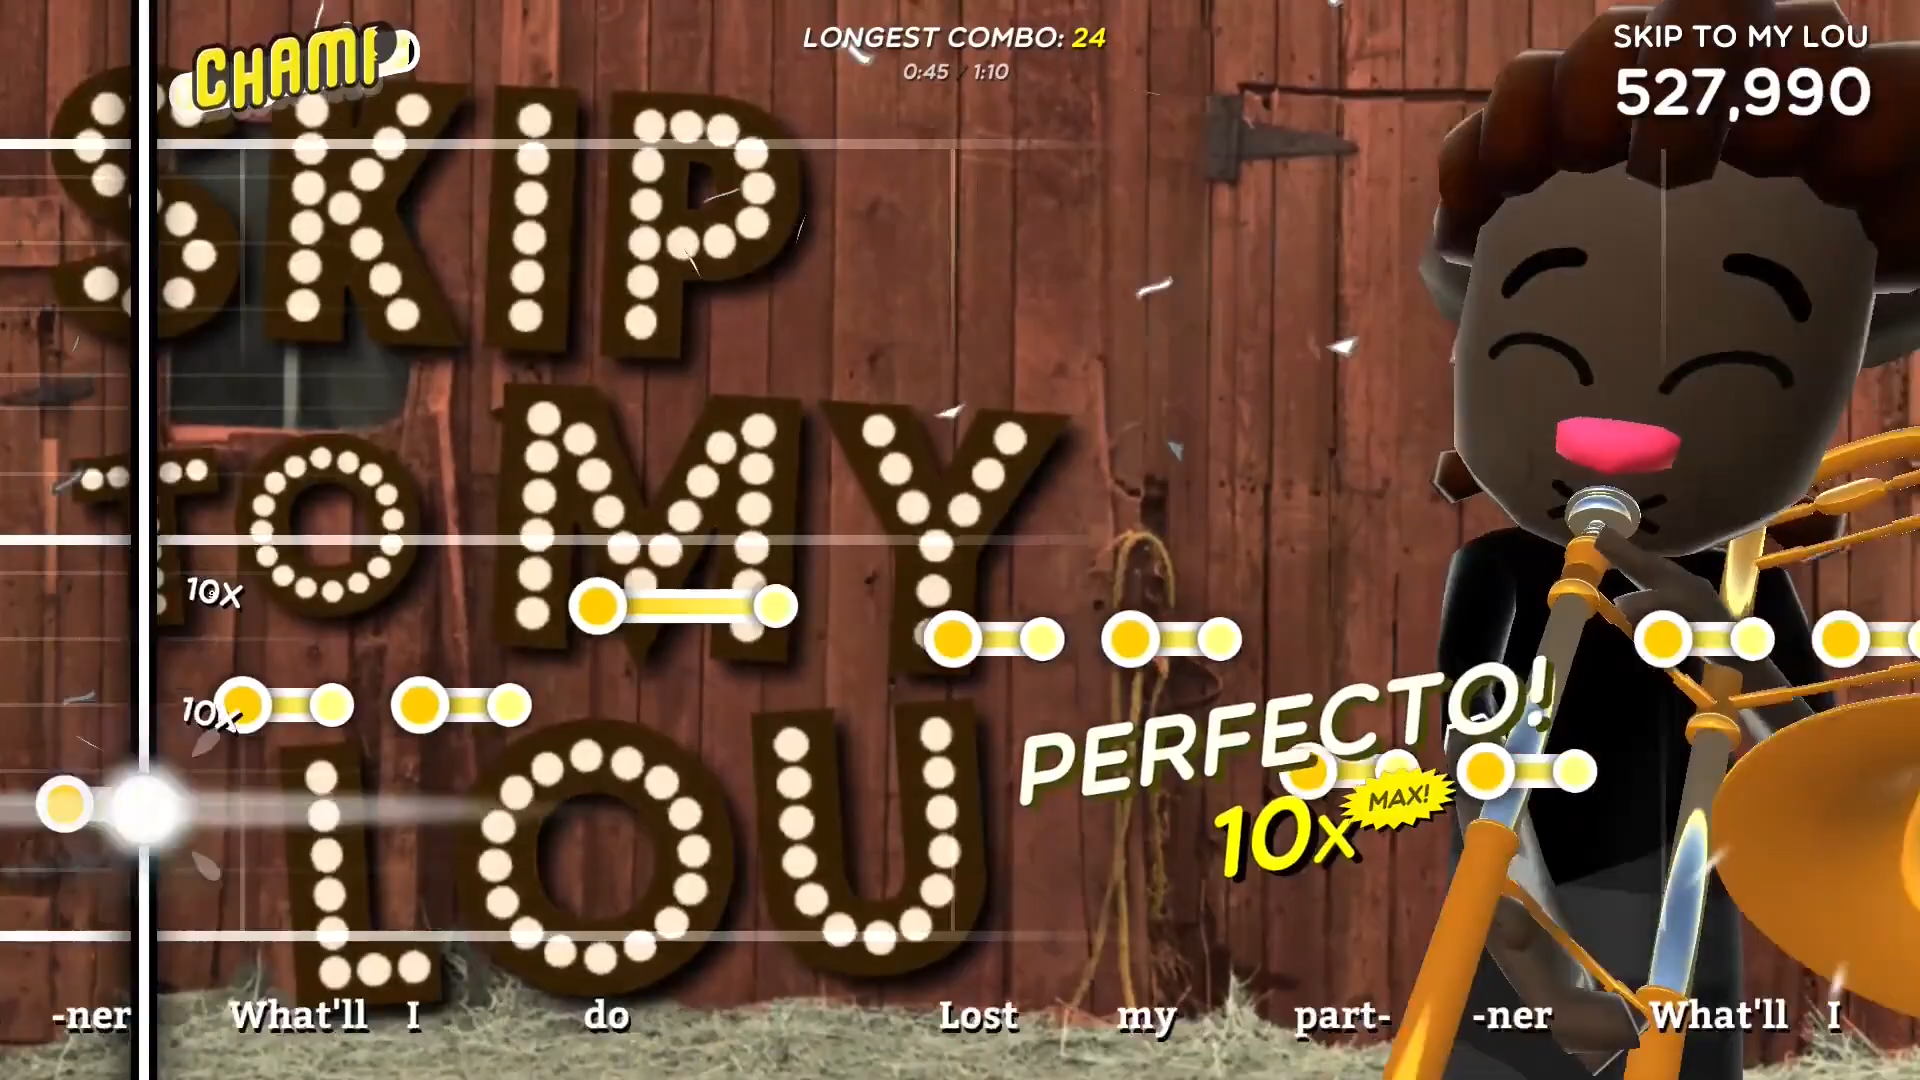 CHAMP
LONGEST COMBO: 24
0:45 / 1:10
SKIP TO MY LOU
527,990
SKIP
TO MY
LOU
10x
10x
PERFECTO!
10x MAX!
-ner What'll I do Lost my part- -ner What'll I